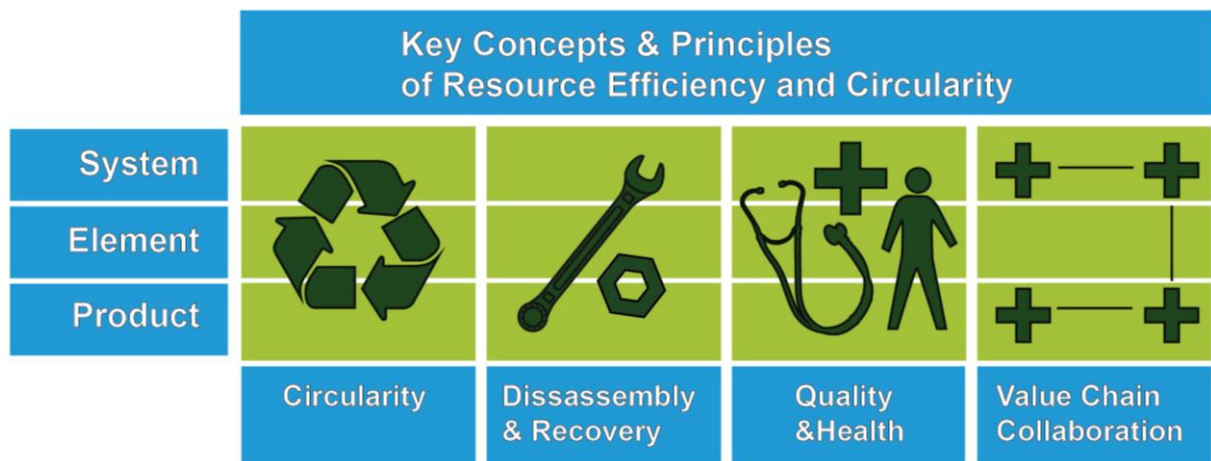 Key Concepts & Principles
of Resource Efficiency and Circularity
System
Element
Product
Circularity
Dissassembly
& Recovery
Quality
&Health
Value Chain
Collaboration